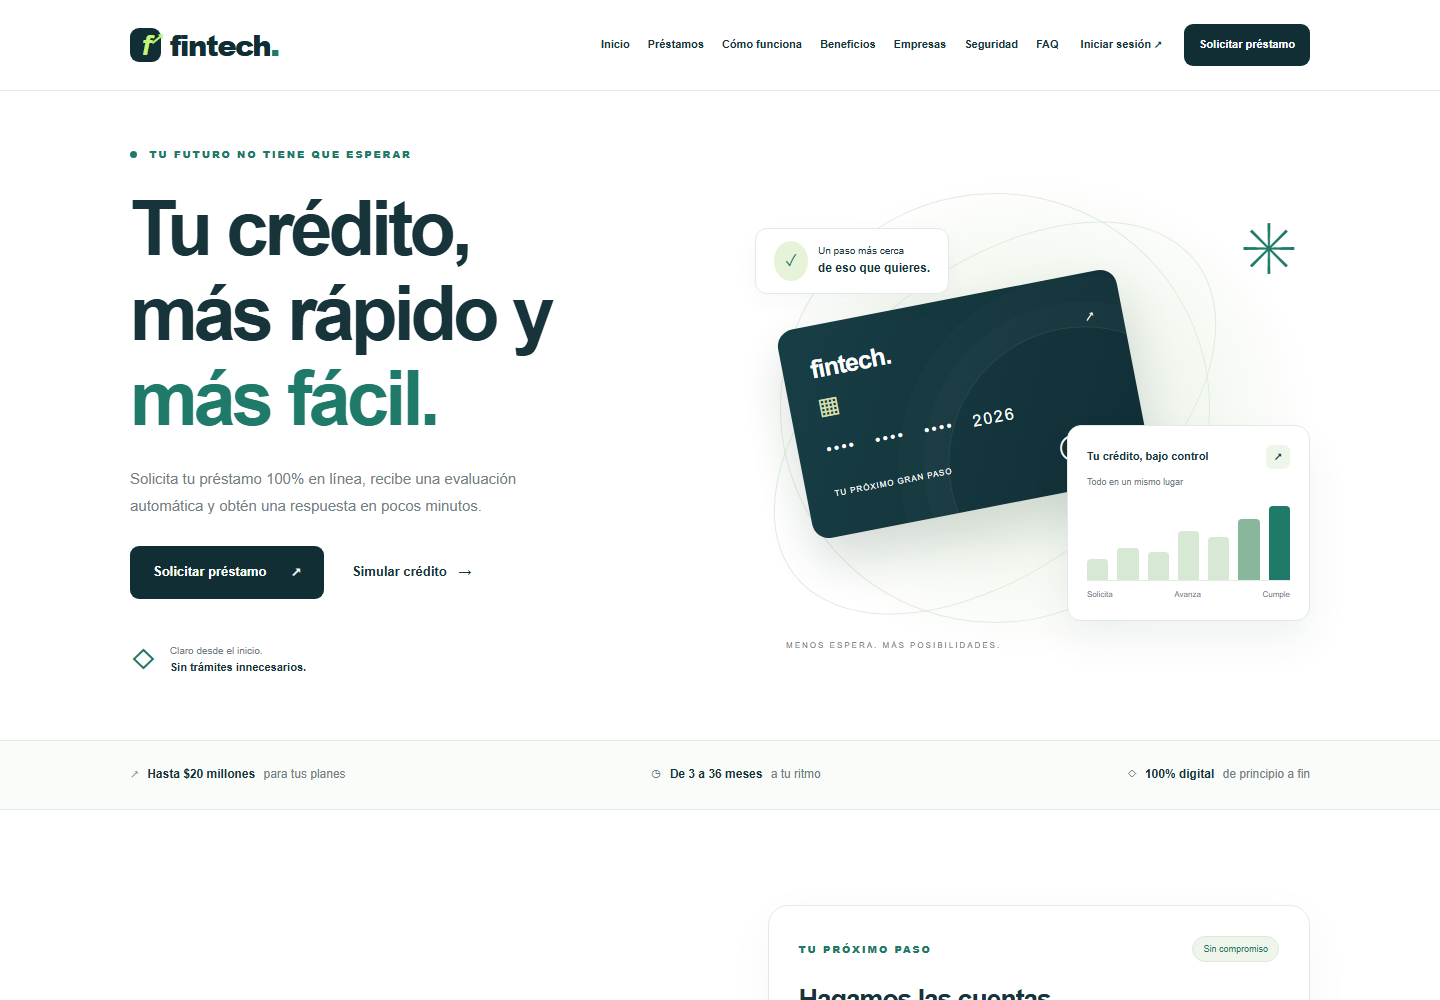 fintech.
Inicio Préstamos Cómo funciona Beneficios Empresas Seguridad FAQ Iniciar sesión ↗ Solicitar préstamo
TU FUTURO NO TIENE QUE ESPERAR
Tu crédito,
más rápido y
más fácil.
Solicita tu préstamo 100% en línea, recibe una evaluación
automática y obtén una respuesta en pocos minutos.
Solicitar préstamo ↗
Simular crédito →
Claro desde el inicio.
Sin trámites innecesarios.
✓
Un paso más cerca
de eso que quieres.
fintech.
↗
•••• •••• •••• 2026
TU PRÓXIMO GRAN PASO
Tu crédito, bajo control ↗
Todo en un mismo lugar
Solicita Avanza Cumple
MENOS ESPERA. MÁS POSIBILIDADES.
↗ Hasta $20 millones para tus planes
De 3 a 36 meses a tu ritmo
100% digital de principio a fin
TU PRÓXIMO PASO
Sin compromiso
Hagamos las cuentas